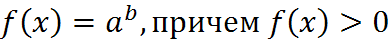 f(x) = a^b, причем f(x) > 0